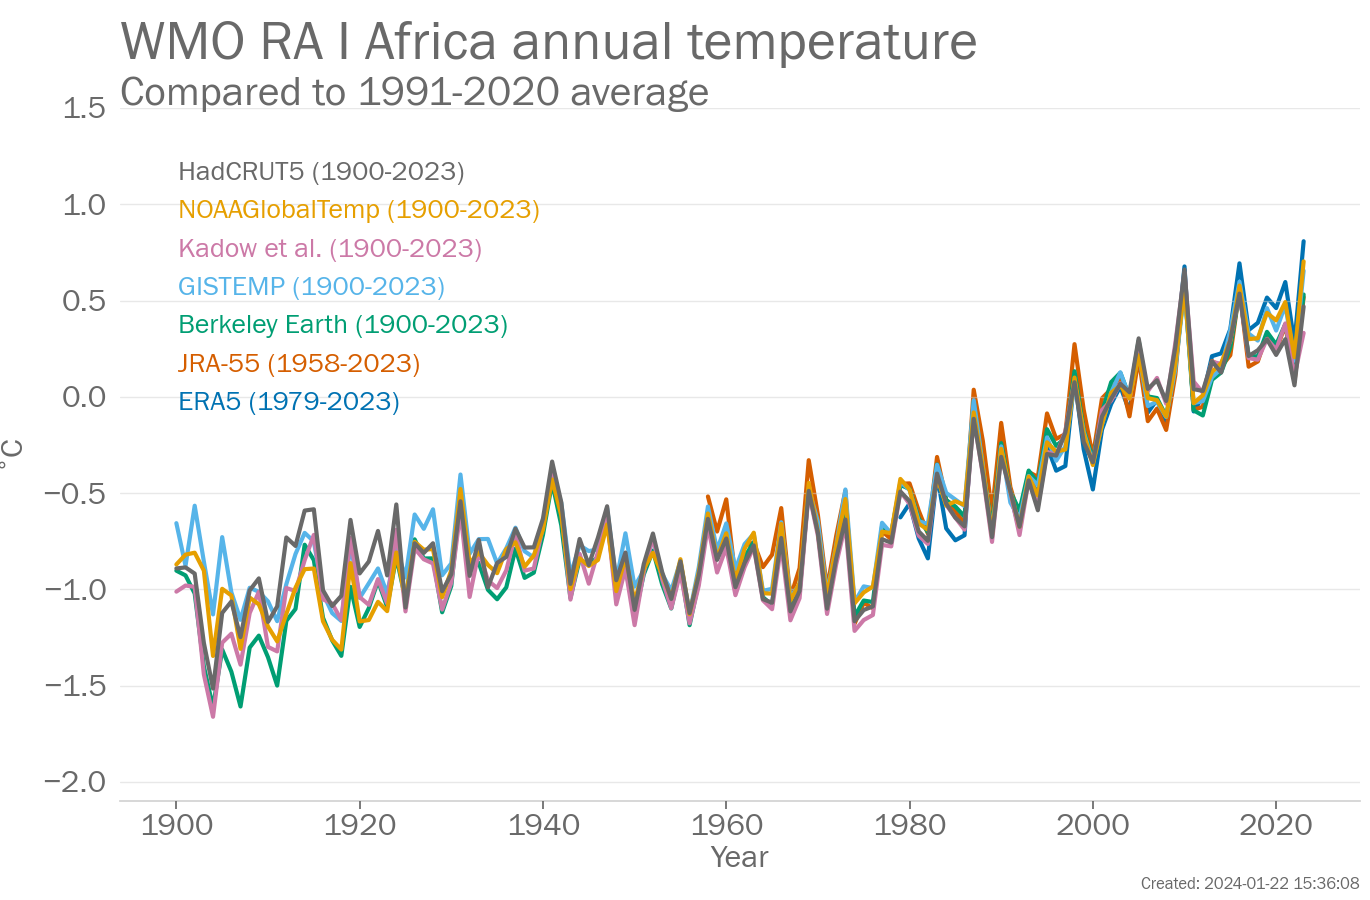 WMO RA I Africa annual temperature
Compared to 1991-2020 average
1.5
1.0
0.5
0.0
−0.5
−1.0
−1.5
−2.0
°C
HadCRUT5 (1900-2023)
NOAAGlobalTemp (1900-2023)
Kadow et al. (1900-2023)
GISTEMP (1900-2023)
Berkeley Earth (1900-2023)
JRA-55 (1958-2023)
ERA5 (1979-2023)
1900 1920 1940 1960 1980 2000 2020
Year
Created: 2024-01-22 15:36:08